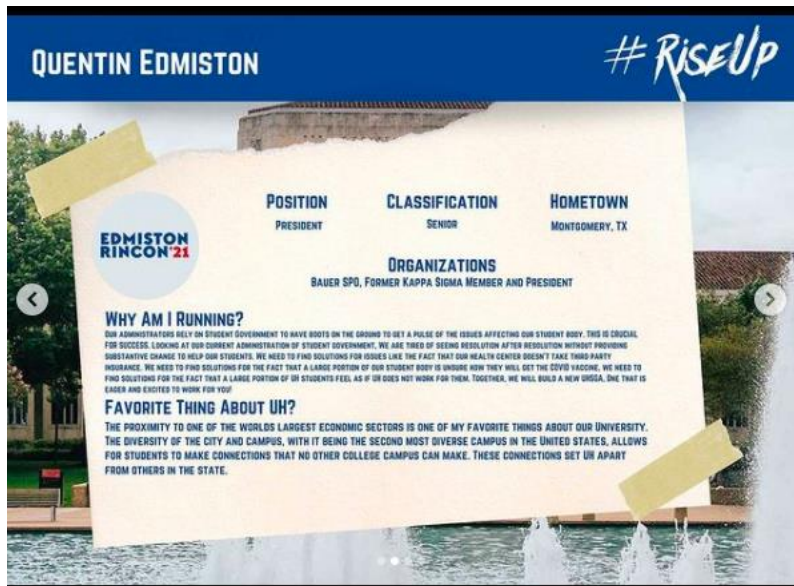 QUENTIN EDMISTON
#RISEUP
POSITION
CLASSIFICATION
HOMETOWN
PRESIDENT
SENIOR
MONTGOMERY, TX
EDMISTON
RINCON'21
ORGANIZATIONS
BAUER SPO, FORMER KAPPA SIGMA MEMBER AND PRESIDENT
WHY AM I RUNNING?
OUR ADMINISTRATORS RELY ON STUDENT GOVERNMENT TO HAVE BOOTS ON THE GROUND TO GET A PULSE OF THE ISSUES AFFECTING OUR STUDENT BODY. THIS IS CRUCIAL
FOR SUCCESS. LOOKING AT OUR CURRENT ADMINISTRATION OF STUDENT GOVERNMENT, WE ARE TIRED OF SEEING RESOLUTION AFTER RESOLUTION WITHOUT PROVIDING
SUBSTANTIVE CHANGE TO HELP OUR STUDENTS. WE NEED TO FIND SOLUTIONS FOR ISSUES LIKE THE FACT THAT OUR HEALTH CENTER DOESN'T TAKE THIRD PARTY
INSURANCE. WE NEED TO FIND SOLUTIONS FOR THE FACT THAT A LARGE PORTION OF OUR STUDENT BODY IS UNSURE HOW THEY WILL GET THE COVID VACCINE. WE NEED TO
FIND SOLUTIONS FOR THE FACT THAT A LARGE PORTION OF UH STUDENTS FEEL AS IF UH DOES NOT WORK FOR THEM. TOGETHER, WE WILL BUILD A NEW UHSGA. ONE THAT IS
EAGER AND EXCITED TO WORK FOR YOU!
FAVORITE THING ABOUT UH?
THE PROXIMITY TO ONE OF THE WORLDS LARGEST ECONOMIC SECTORS IS ONE OF MY FAVORITE THINGS ABOUT OUR UNIVERSITY.
THE DIVERSITY OF THE CITY AND CAMPUS, WITH IT BEING THE SECOND MOST DIVERSE CAMPUS IN THE UNITED STATES, ALLOWS
FOR STUDENTS TO MAKE CONNECTIONS THAT NO OTHER COLLEGE CAMPUS CAN MAKE. THESE CONNECTIONS SET UH APART
FROM OTHERS IN THE STATE.